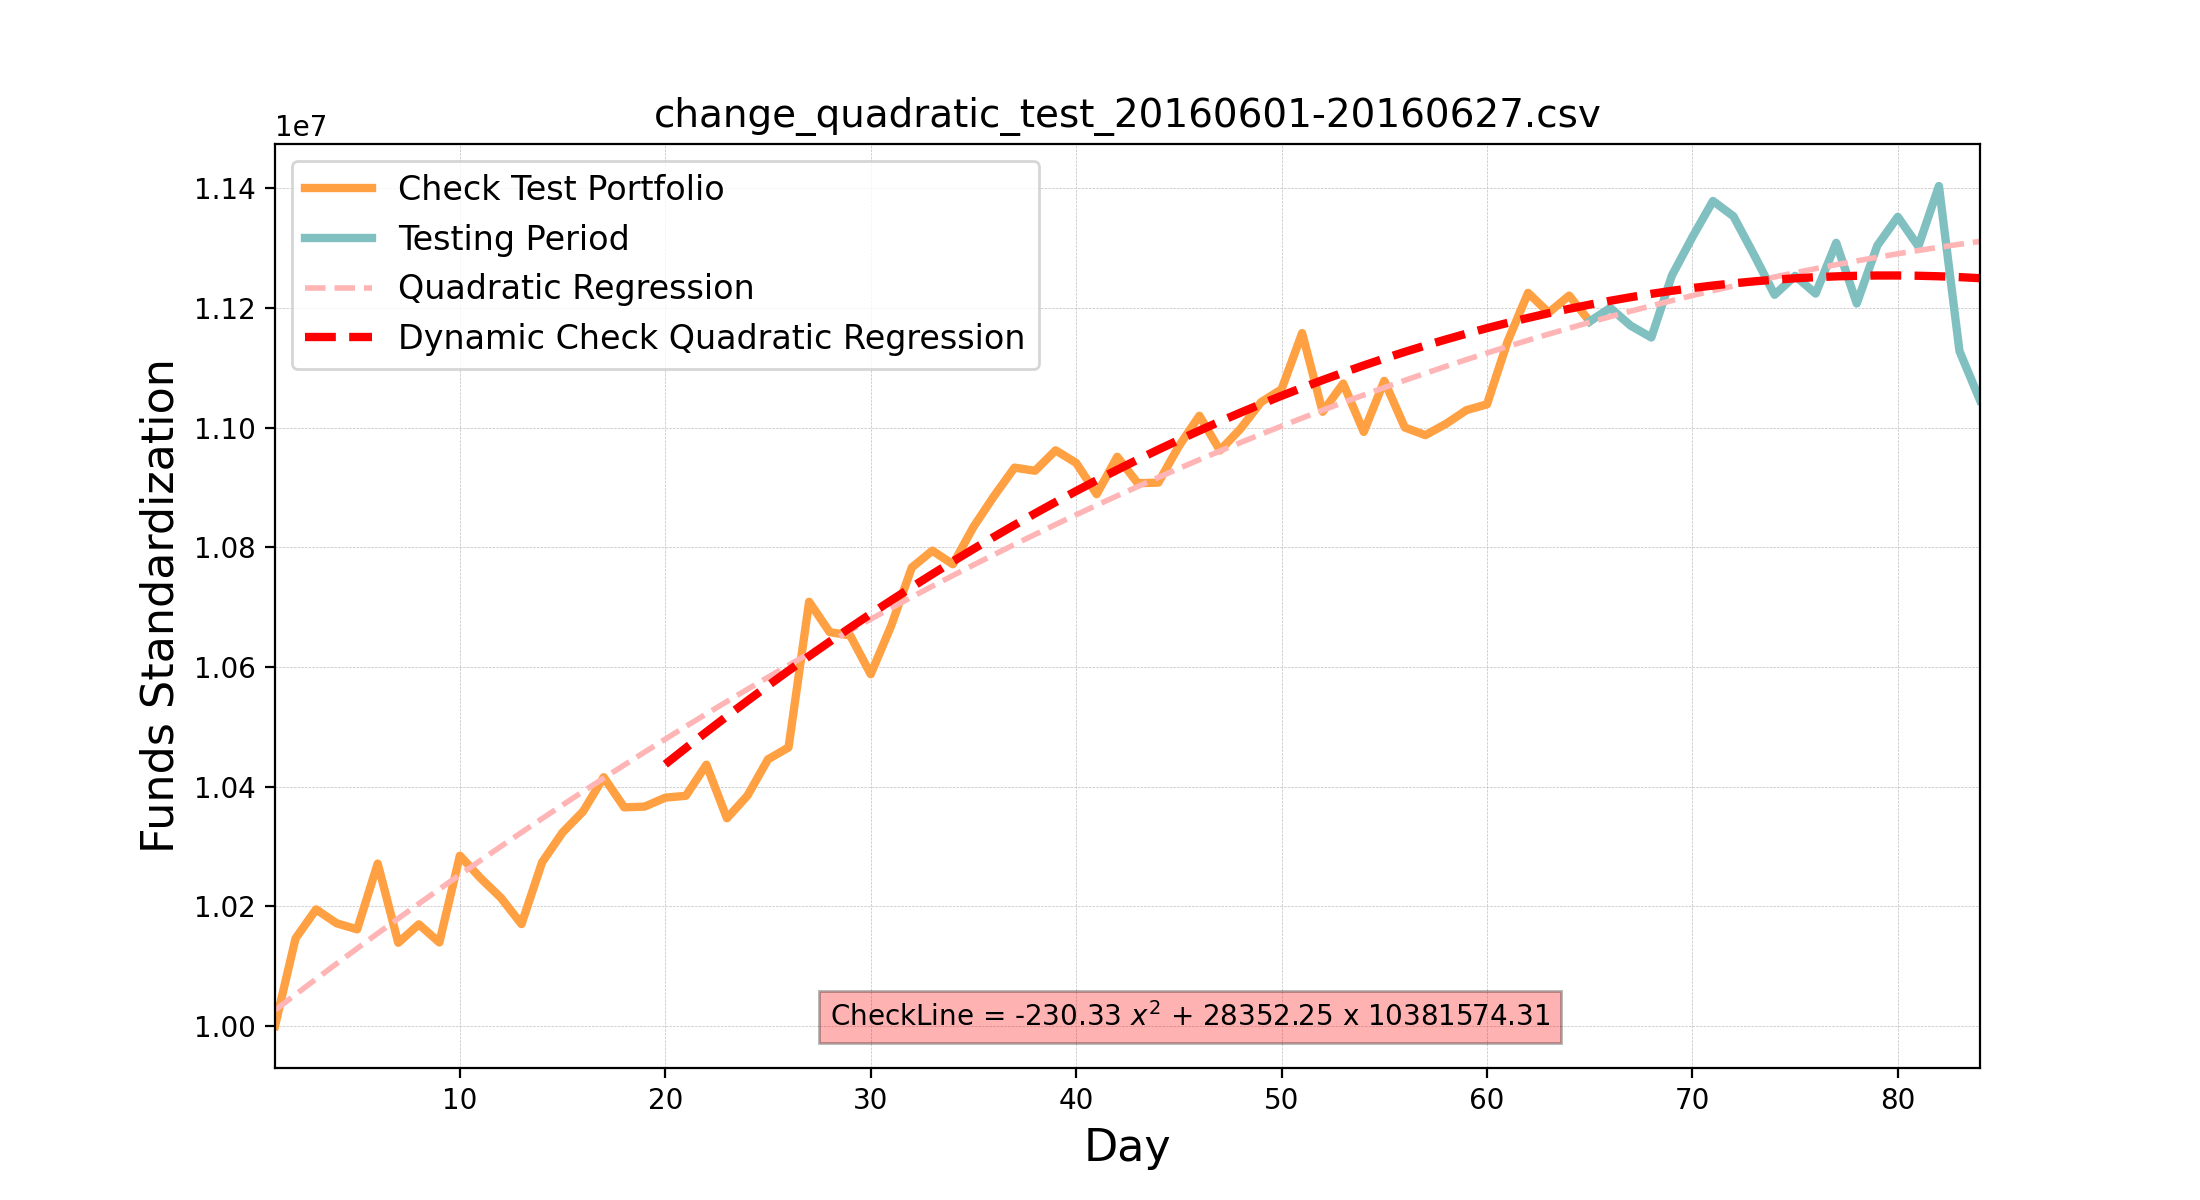 change_quadratic_test_20160601-20160627.csv
1e7
Check Test Portfolio
Testing Period
Quadratic Regression
Dynamic Check Quadratic Regression
Funds Standardization
1.14
1.12
1.10
1.08
1.06
1.04
1.02
1.00
CheckLine = -230.33 x² + 28352.25 x 10381574.31
10 20 30 40 50 60 70 80
Day